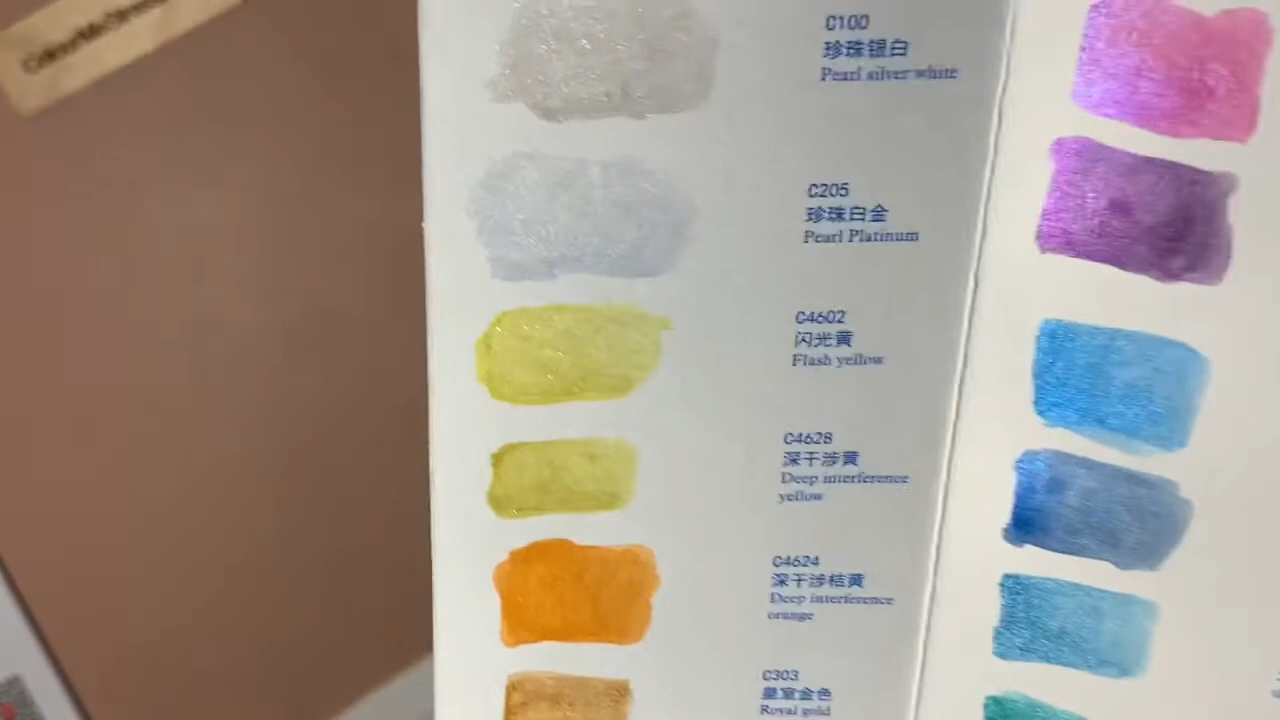 C100
珍珠银白
Pearl silver white
C205
珍珠白金
Pearl Platinum
C4602
闪光黄
Flash yellow
C4628
深干涉黄
Deep interference
yellow
C4624
深干涉桔黄
Deep interference
orange
C303
皇室金色
Royal gold